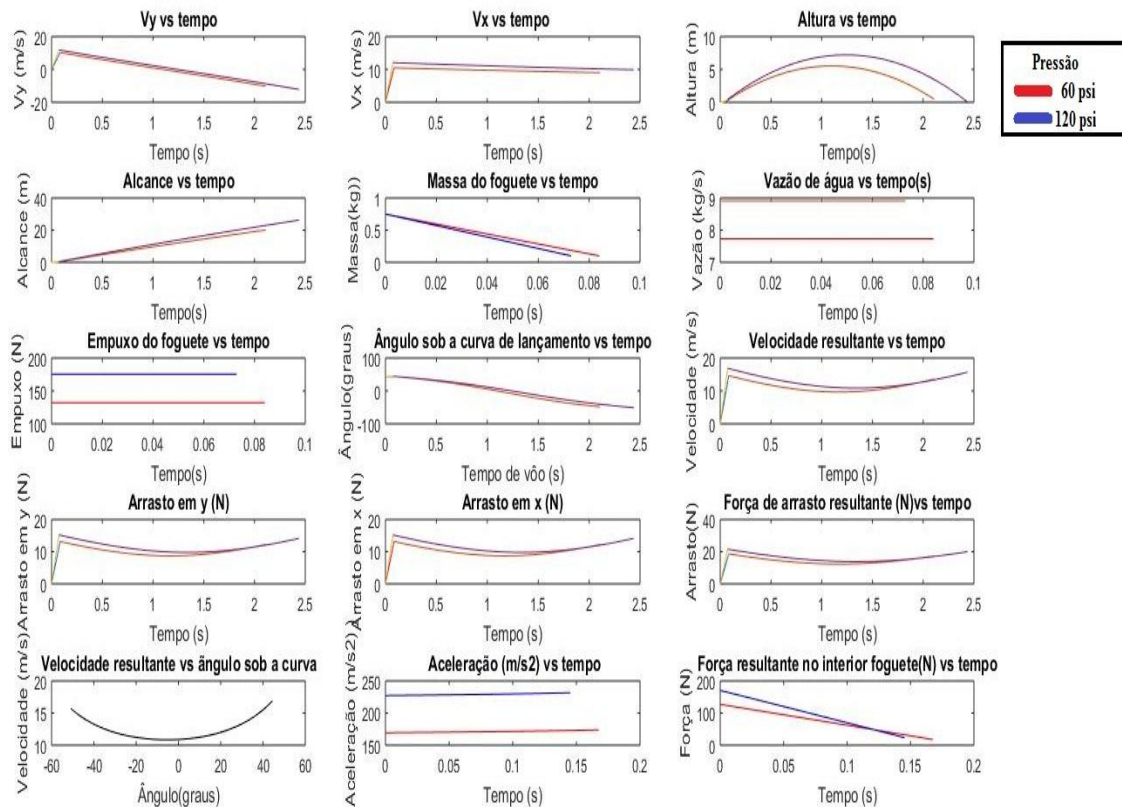 Vy vs tempo
Vy (m/s)
20
0
-20
0 0.5 1 1.5 2 2.5
Tempo (s)
Vx vs tempo
Vx (m/s)
20
10
0
0 0.5 1 1.5 2 2.5
Tempo (s)
Altura vs tempo
Altura (m)
10
5
0
0 0.5 1 1.5 2 2.5
Tempo(s)
Pressão
60 psi
120 psi
Alcance vs tempo
Alcance (m)
40
20
0
0 0.5 1 1.5 2 2.5
Tempo(s)
Massa do foguete vs tempo
Massa(kg)
1
0.5
0
0 0.02 0.04 0.06 0.08 0.1
Tempo (s)
Vazão de água vs tempo(s)
Vazão (kg/s)
9
8
7
0 0.02 0.04 0.06 0.08 0.1
Tempo (s)
Empuxo do foguete vs tempo
Empuxo (N)
200
150
100
0 0.02 0.04 0.06 0.08 0.1
Tempo(s)
Ângulo sob a curva de lançamento vs tempo
Ângulo(graus)
100
0
-100
0 0.5 1 1.5 2 2.5
Tempo de vôo (s)
Velocidade resultante vs tempo
Velocidade (m/s)
20
10
0
0 0.5 1 1.5 2 2.5
Tempo(s)
Arrasto em y (N)
Arrasto em y (N)
20
10
0
0 0.5 1 1.5 2 2.5
Tempo (s)
Arrasto em x (N)
Arrasto em x (N)
20
10
0
0 0.5 1 1.5 2 2.5
Tempo (s)
Força de arrasto resultante (N)vs tempo
Arrasto(N)
40
20
0
0 0.5 1 1.5 2 2.5
Tempo (s)
Velocidade resultante vs ângulo sob a curva
Velocidade (m/s)
20
15
10
-60 -40 -20 0 20 40 60
Ângulo(graus)
Aceleração (m/s2) vs tempo
Aceleração (m/s2)
250
200
150
0 0.05 0.1 0.15 0.2
Tempo (s)
Força resultante no interior foguete(N) vs tempo
Força (N)
200
100
0
0 0.05 0.1 0.15 0.2
Tempo (s)